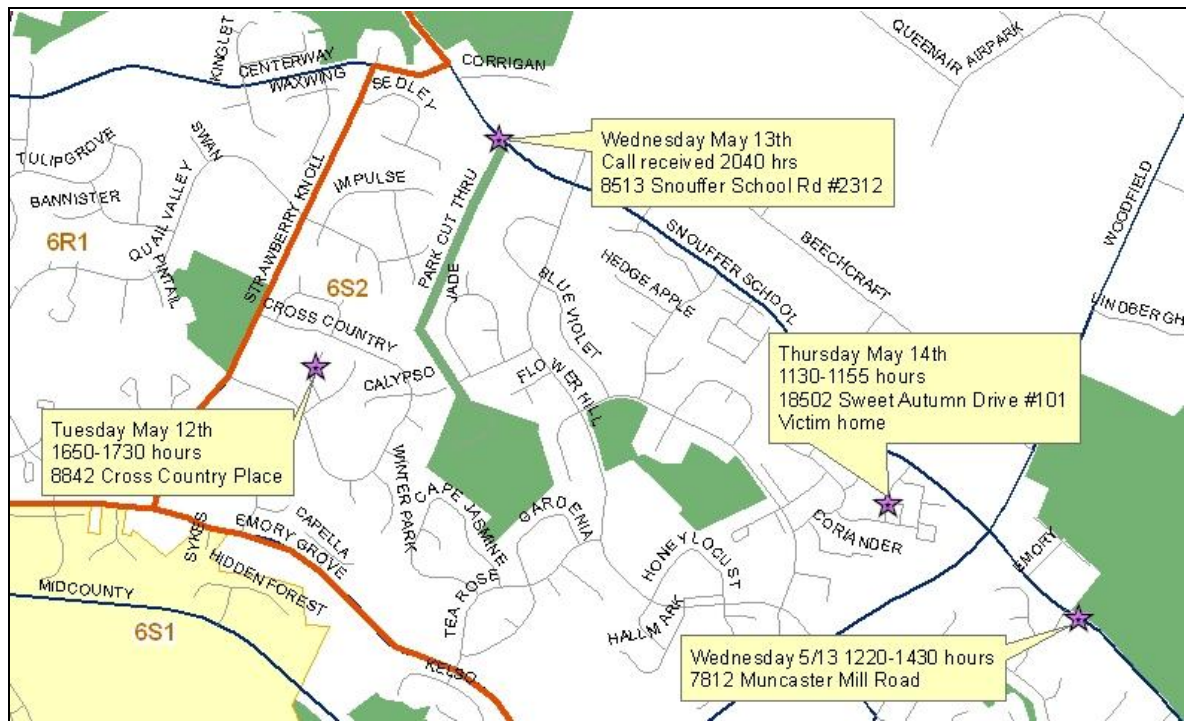 KINGLET
CENTERWAY
WAXWING
SEDLEY
CORRIGAN
QUEENAIR
AIRPARK
TULIPGROVE
BANNISTER
SWAN
QUAIL VALLEY
PINTAIL
6R1
STRAWBERRY KNOLL
IMPULSE
6S2
PARK CUT THRU
JADE
Wednesday May 13th
Call received 2040 hrs
8513 Snouffer School Rd #2312
WOODFIELD
SNOUFFER SCHOOL
BEECHCRAFT
HEDGE APPLE
BLUE VIOLET
LINDBERGH
CROSS COUNTRY
CALYPSO
FLOWER HILL
Thursday May 14th
1130-1155 hours
18502 Sweet Autumn Drive #101
Victim home
Tuesday May 12th
1650-1730 hours
8842 Cross Country Place
WINTER PARK
CAPE JASMINE
GARDENIA
SYKES
EMORY GROVE
CAPELLA
HIDDEN FOREST
TEA ROSE
HONEYLOCUST
HALLMARK
CORIANDER
EMORY
MIDCOUNTY
6S1
KELSO...
Wednesday 5/13 1220-1430 hours
7812 Muncaster Mill Road